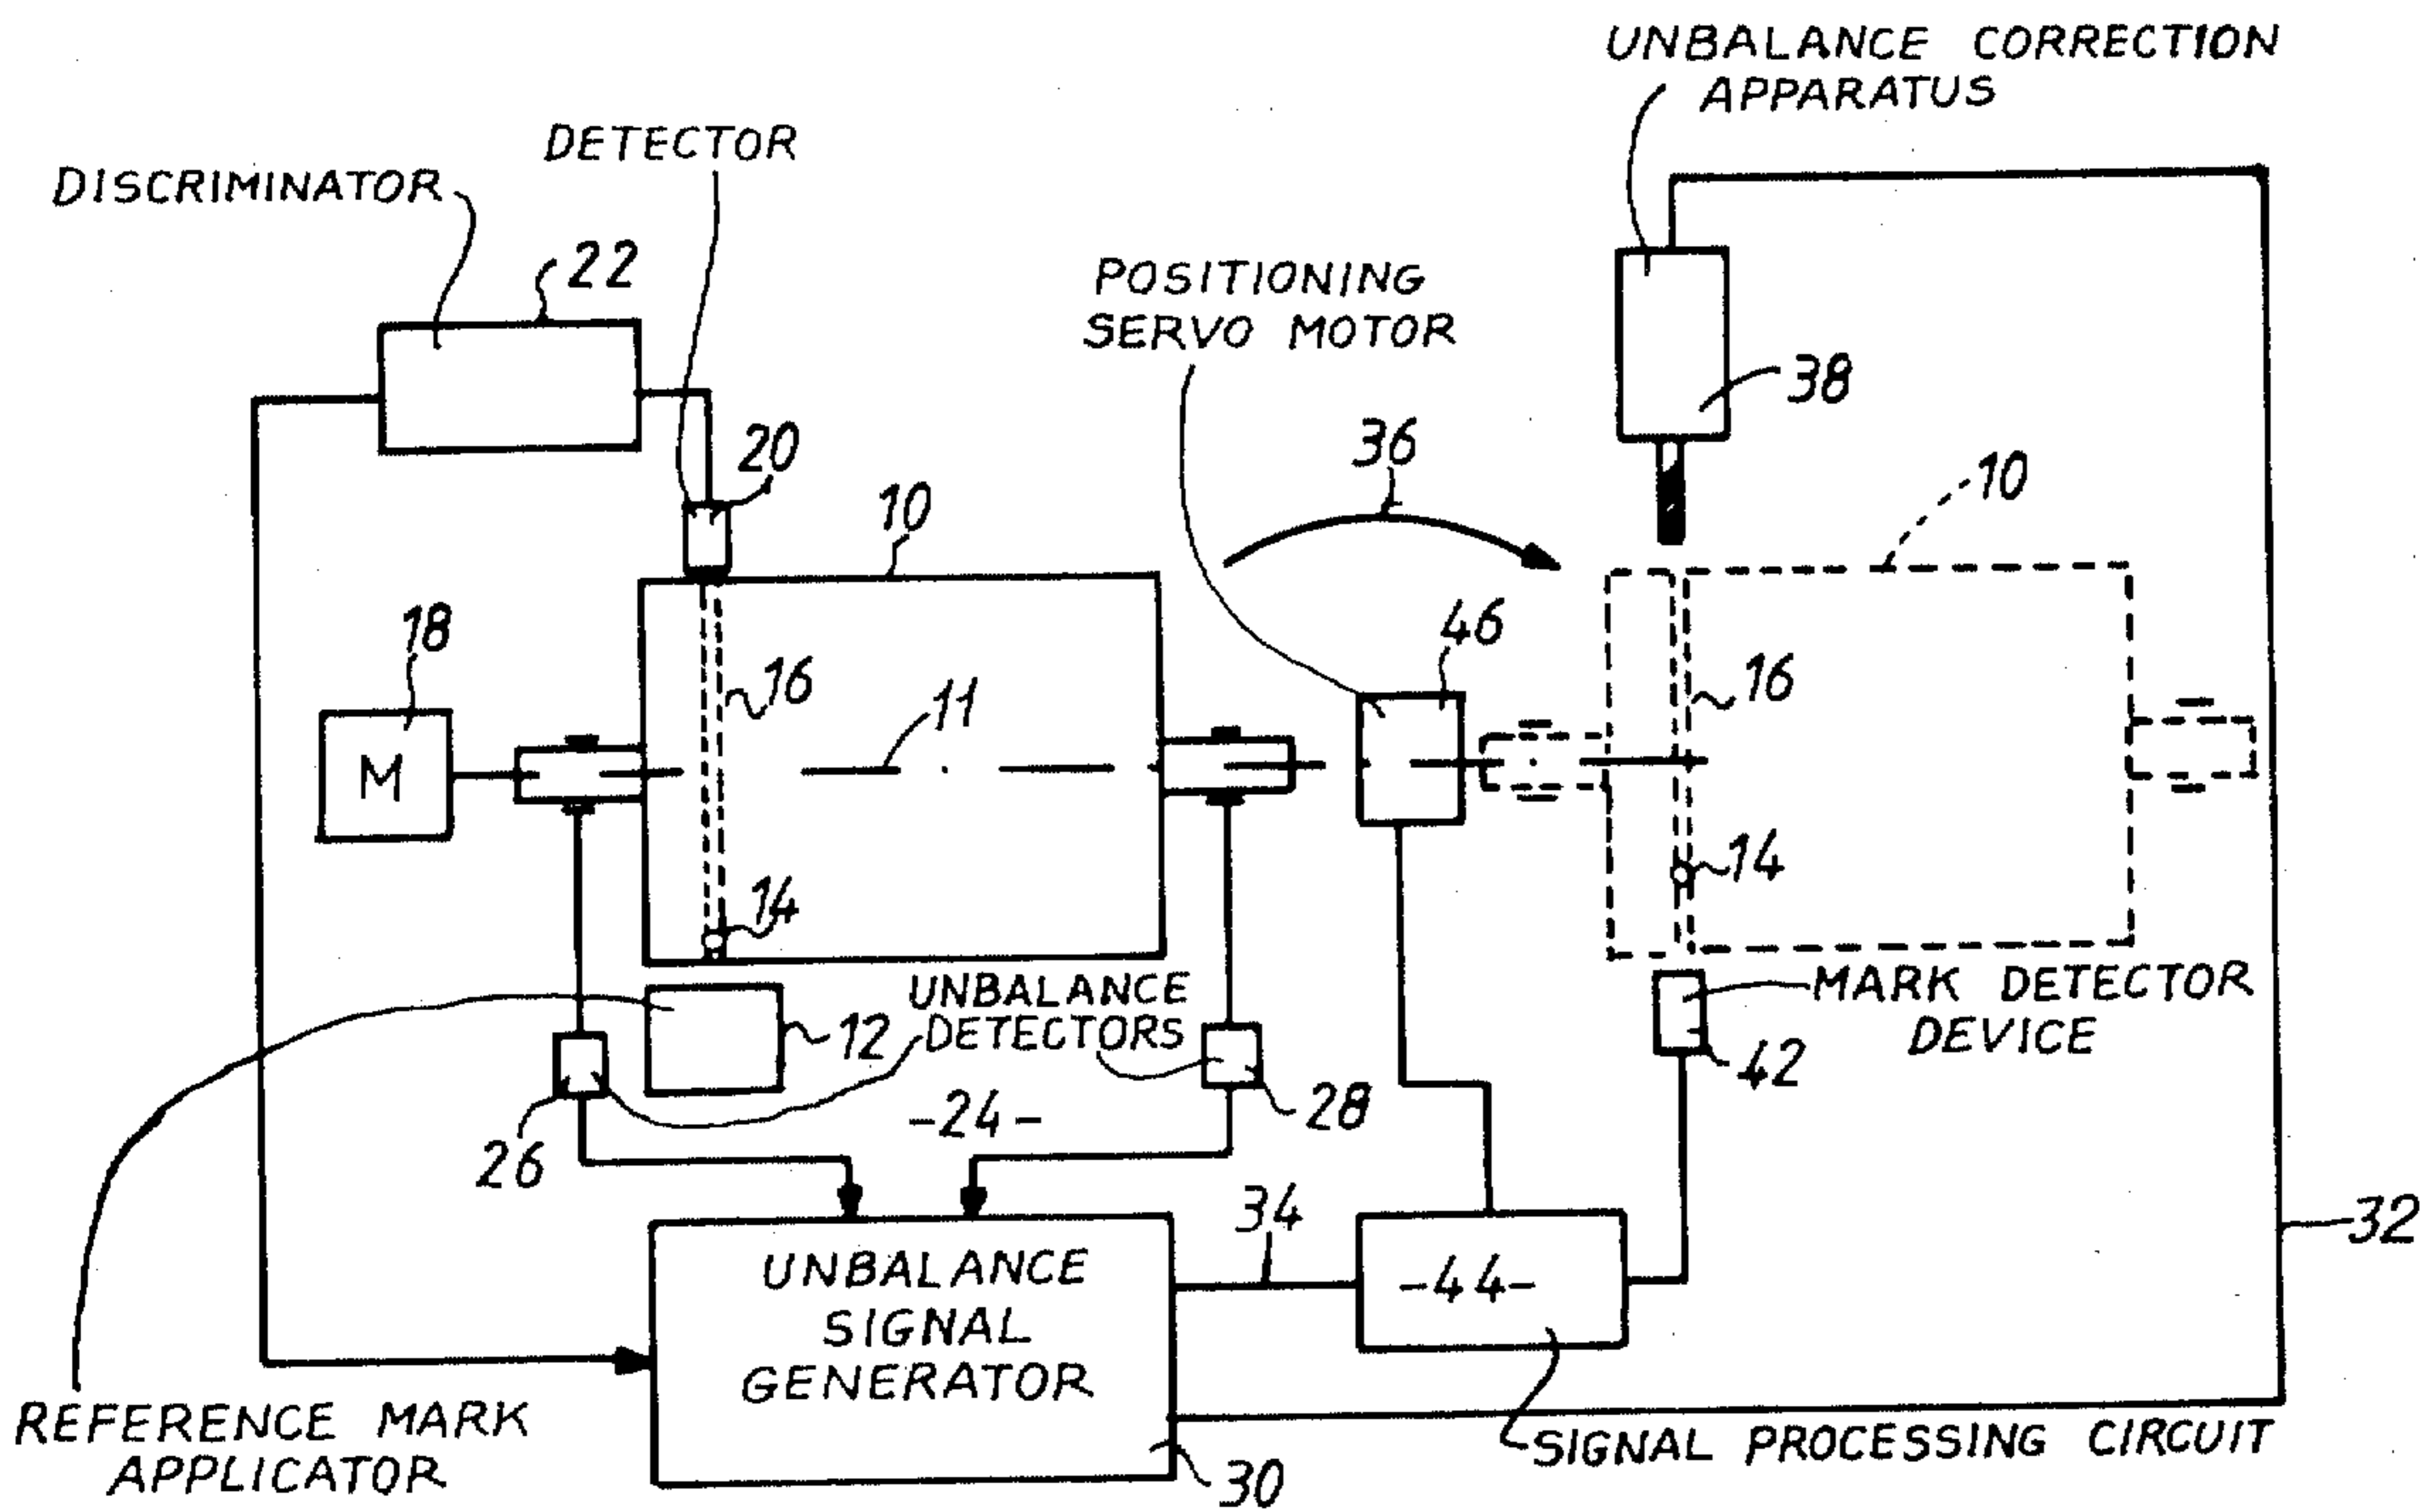 UNBALANCE CORRECTION
APPARATUS
DETECTOR
DISCRIMINATOR
22
POSITIONING
SERVO MOTOR
38
36
20
10
10
18
46
16
16
11
M
14
14
UNBALANCE
DETECTORS
MARK DETECTOR
DEVICE
12
42
28
-24-
26
34
32
UNBALANCE
SIGNAL
GENERATOR
-44-
REFERENCE MARK
APPLICATOR
SIGNAL PROCESSING CIRCUIT
30